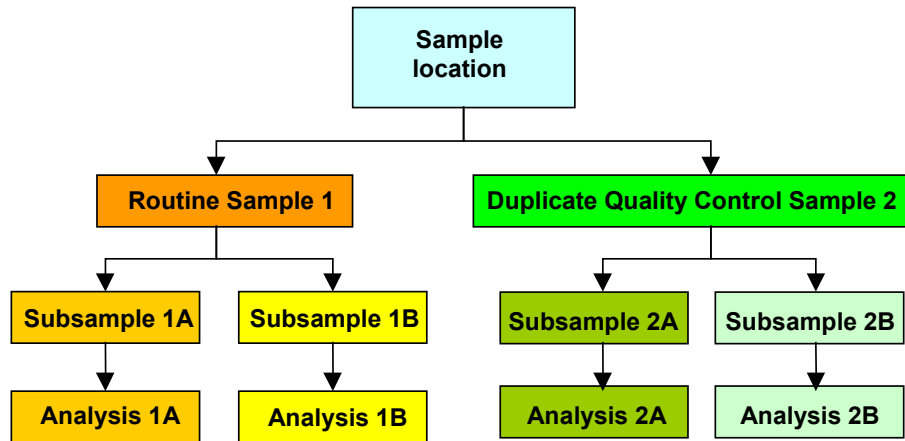 Sample
location
Routine Sample 1
Duplicate Quality Control Sample 2
Subsample 1A
Subsample 1B
Subsample 2A
Subsample 2B
Analysis 1A
Analysis 1B
Analysis 2A
Analysis 2B